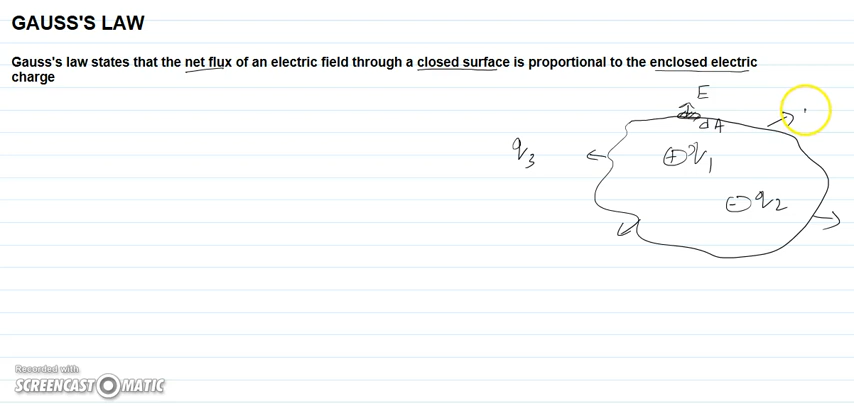 GAUSS'S LAW
Gauss's law states that the net flux of an electric field through a closed surface is proportional to the enclosed electric
charge
E
dA
q3
+ q1
- q2
Recorded with
SCREENCAST MATIC